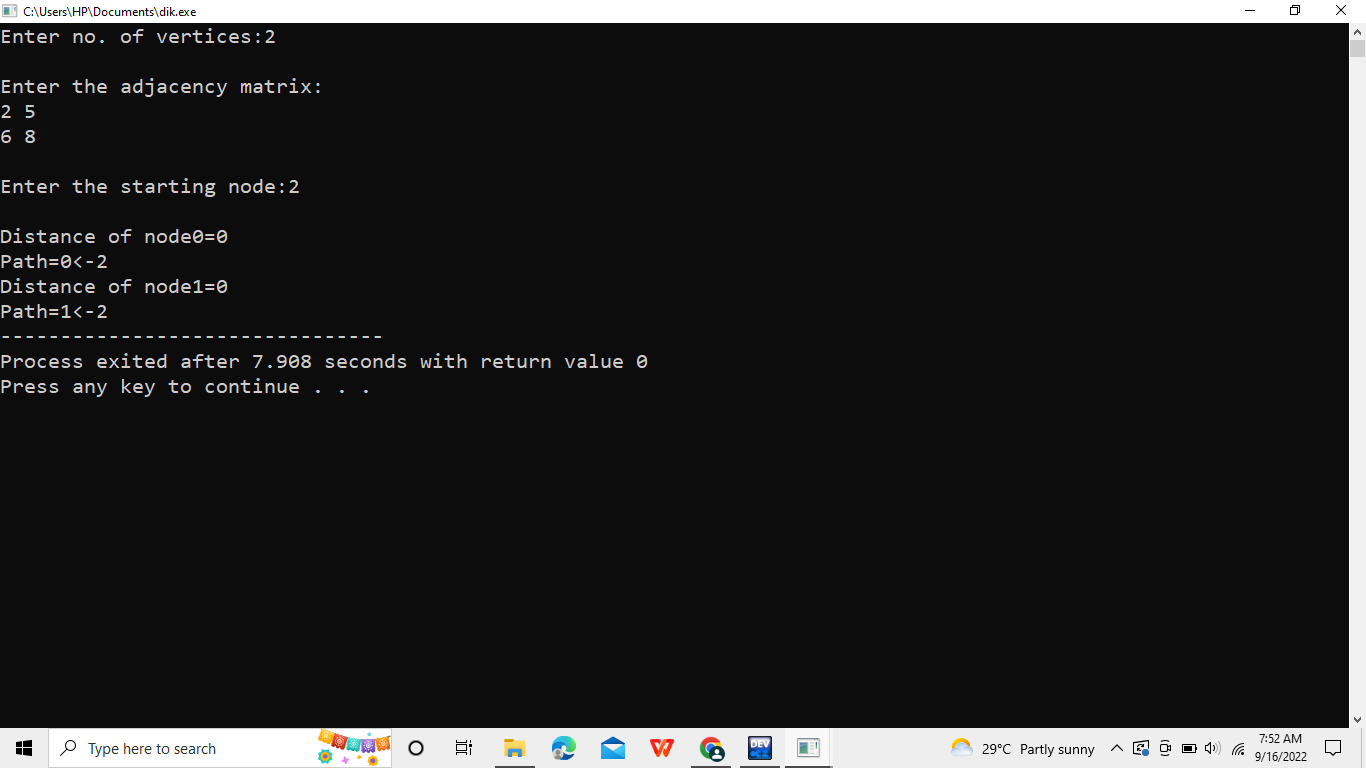 C:\Users\HP\Documents\dik.exe
Enter no. of vertices:2
Enter the adjacency matrix:
2 5
6 8
Enter the starting node:2
Distance of node0=0
Path=0<-2
Distance of node1=0
Path=1<-2
--------------------------------
Process exited after 7.908 seconds with return value 0
Press any key to continue . . .
Type here to search
DEV
29°C Partly sunny
7:52 AM
9/16/2022